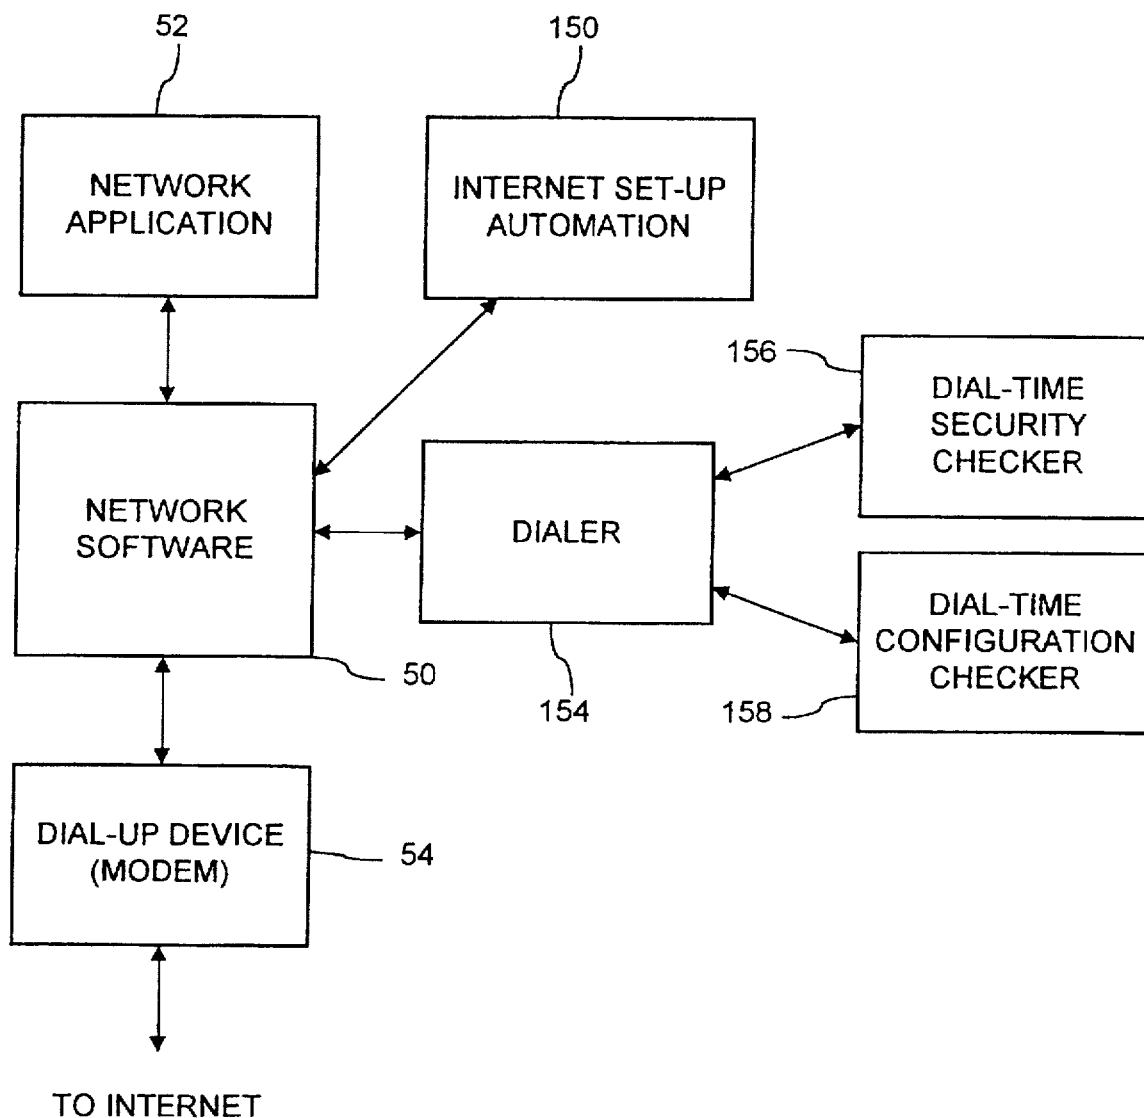 52
150
NETWORK
APPLICATION
INTERNET SET-UP
AUTOMATION
156
DIAL-TIME
SECURITY
CHECKER
NETWORK
SOFTWARE
DIALER
DIAL-TIME
CONFIGURATION
CHECKER
50
154
158
DIAL-UP DEVICE
(MODEM)
54
TO INTERNET